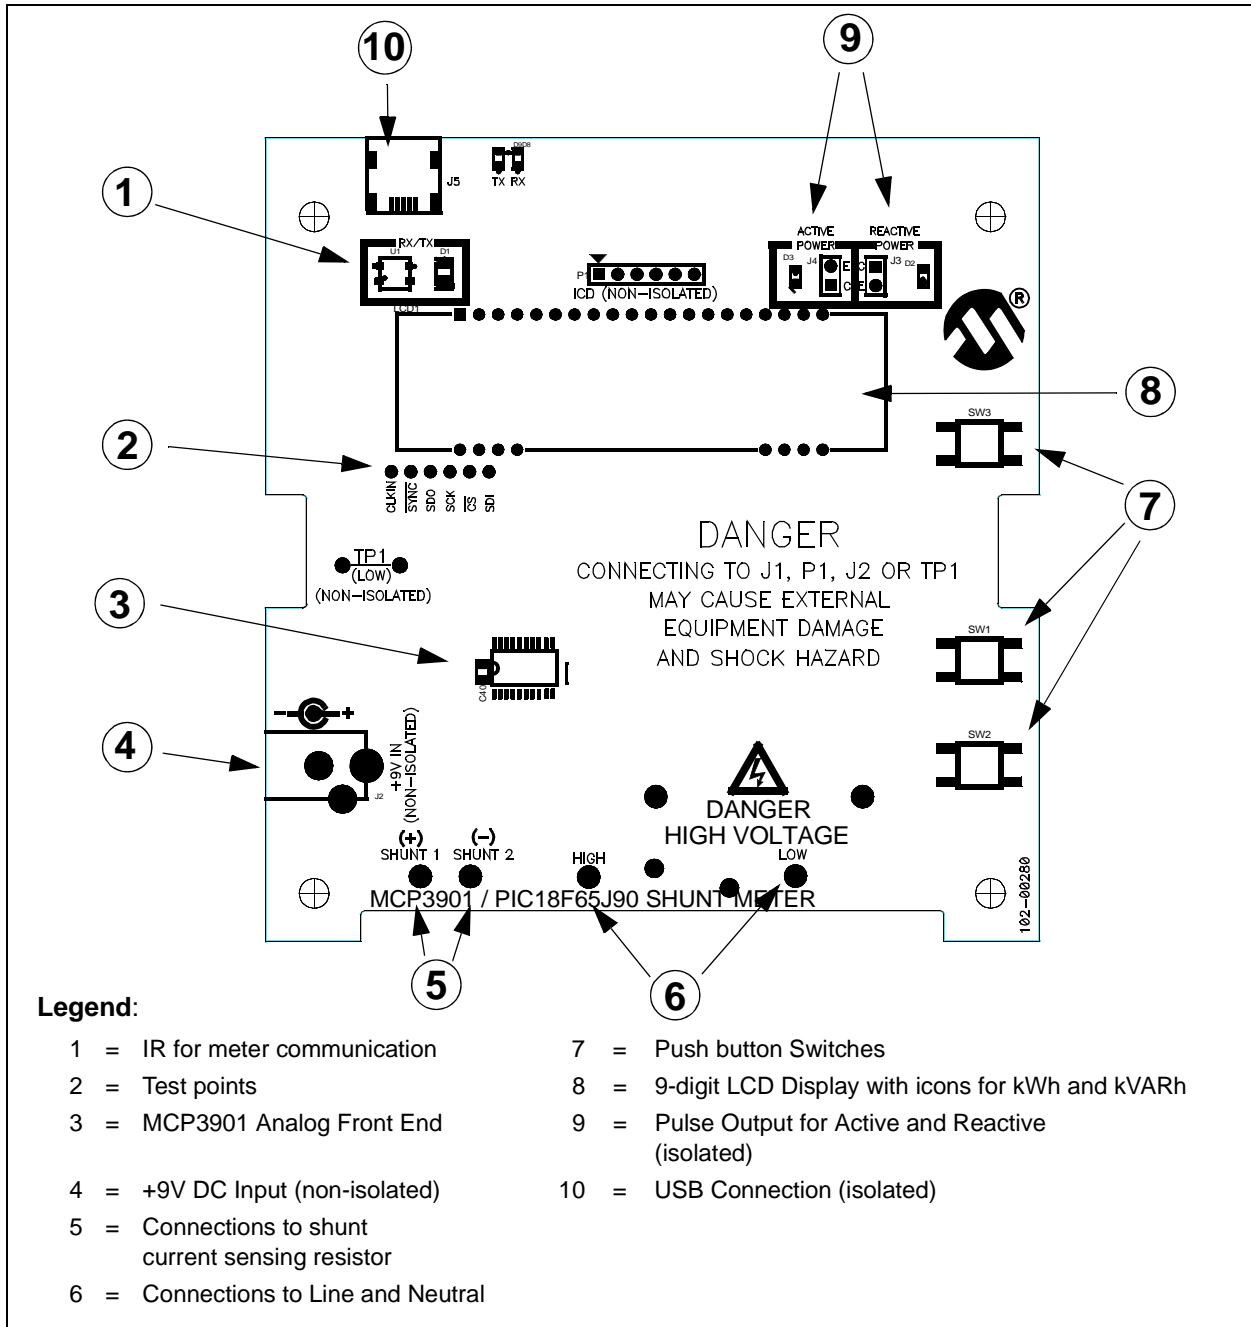 10
9
1
J5
D9D8
TX RX
RX/TX
U1
D1
LCD1
P1
ICD (NON-ISOLATED)
ACTIVE POWER
REACTIVE POWER
D3
J4
J3
D2
®
8
SW3
2
CLKIN
SYNC
SDO
SCK
CS
SDI
7
DANGER
CONNECTING TO J1, P1, J2 OR TP1
MAY CAUSE EXTERNAL
EQUIPMENT DAMAGE
AND SHOCK HAZARD
TP1
(LOW)
(NON-ISOLATED)
3
C40
SW1
SW2
- +
4
+9V IN
(NON-ISOLATED)
J2
DANGER
HIGH VOLTAGE
(+)
SHUNT 1
(-)
SHUNT 2
HIGH
LOW
MCP3901 / PIC18F65J90 SHUNT METER
102-00280
5
6
Legend:
1 = IR for meter communication
2 = Test points
3 = MCP3901 Analog Front End
4 = +9V DC Input (non-isolated)
5 = Connections to shunt
current sensing resistor
6 = Connections to Line and Neutral
7 = Push button Switches
8 = 9-digit LCD Display with icons for kWh and kVARh
9 = Pulse Output for Active and Reactive
(isolated)
10 = USB Connection (isolated)